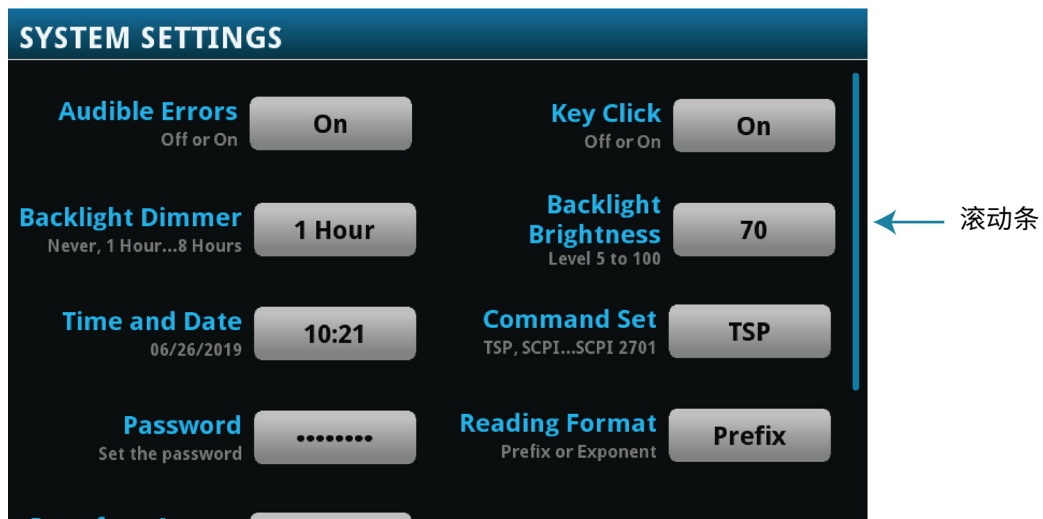 SYSTEM SETTINGS
Audible Errors
Off or On
On
Key Click
Off or On
On
Backlight Dimmer
Never, 1 Hour...8 Hours
1 Hour
Backlight
Brightness
Level 5 to 100
70
滚动条
Time and Date
06/26/2019
10:21
Command Set
TSP, SCPI...SCPI 2701
TSP
Password
Set the password
••••••••
Reading Format
Prefix or Exponent
Prefix